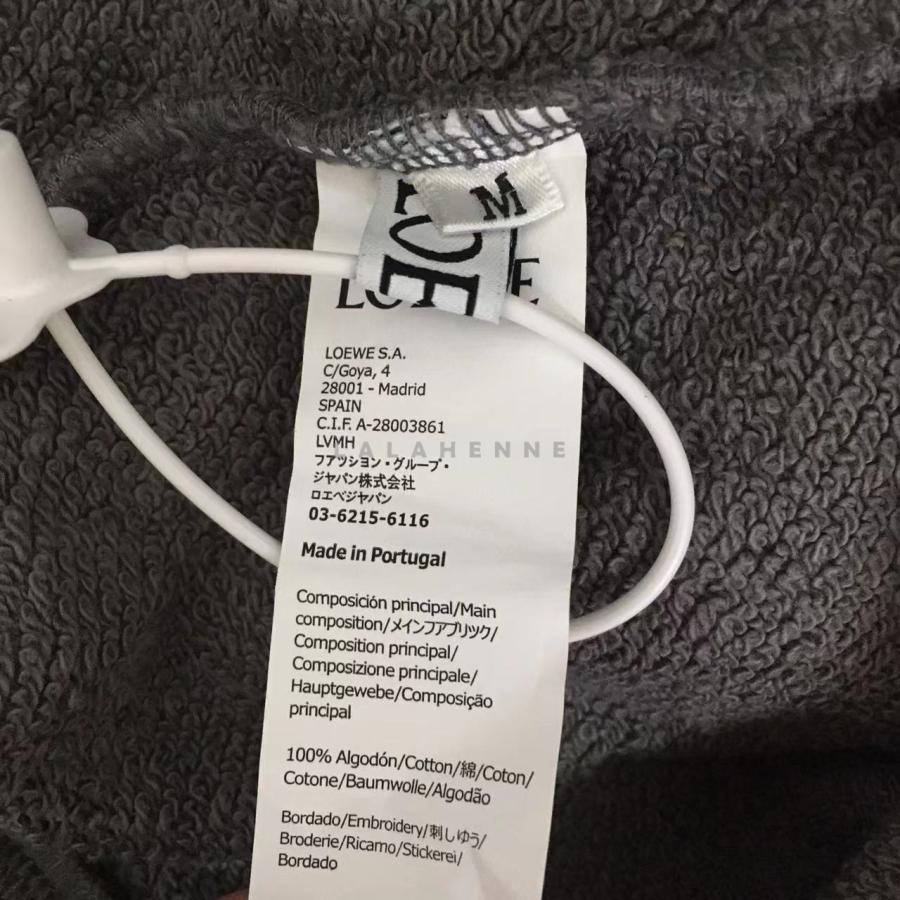 M
LOEWE S.A.
C/Goya, 4
28001 - Madrid
SPAIN
C.I.F. A-28003861
LVMH
LALAHENNE
ファッション・グループ・
ジャパン株式会社
ロエベジャパン
03-6215-6116
Made in Portugal
Composición principal/Main
composition/メインファブリック/
Composition principal/
Composizione principale/
Hauptgewebe/Composição
principal
100% Algodón/Cotton/綿/Coton/
Cotone/Baumwolle/Algodão
Bordado/Embroidery/刺しゆう/
Broderie/Ricamo/Stickerei/
Bordado